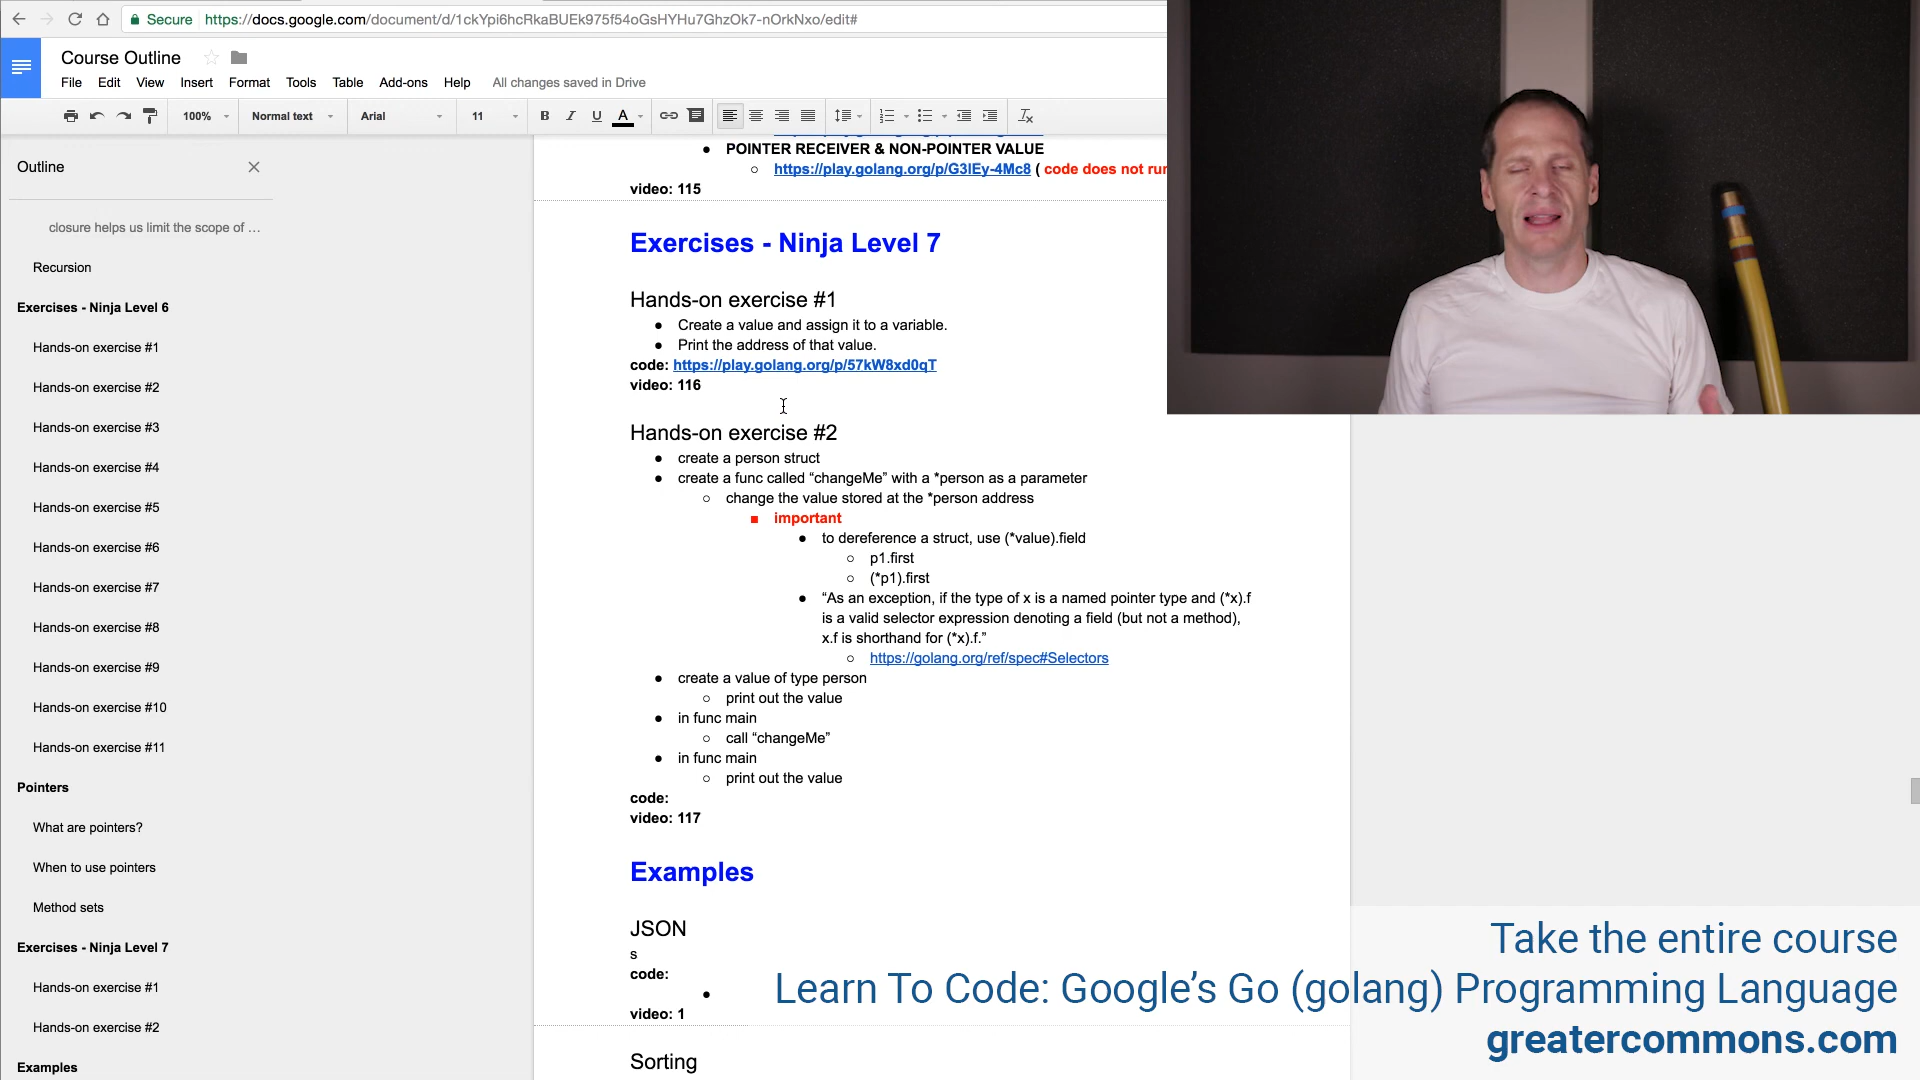 Secure https://docs.google.com/document/d/1ckYpi6hcRkaBUEk975f54oGsHYHu7GhzOk7-nOrkNxo/edit#
Course Outline
File Edit View Insert Format Tools Table Add-ons Help All changes saved in Drive
100% Normal text Arial 11 B I U A
Outline
closure helps us limit the scope of …
Recursion
Exercises - Ninja Level 6
Hands-on exercise #1
Hands-on exercise #2
Hands-on exercise #3
Hands-on exercise #4
Hands-on exercise #5
Hands-on exercise #6
Hands-on exercise #7
Hands-on exercise #8
Hands-on exercise #9
Hands-on exercise #10
Hands-on exercise #11
Pointers
What are pointers?
When to use pointers
Method sets
Exercises - Ninja Level 7
Hands-on exercise #1
Hands-on exercise #2
Examples
POINTER RECEIVER & NON-POINTER VALUE
https://play.golang.org/p/G3lEy-4Mc8 ( code does not run
video: 115
Exercises - Ninja Level 7
Hands-on exercise #1
Create a value and assign it to a variable.
Print the address of that value.
code: https://play.golang.org/p/57kW8xd0qT
video: 116
Hands-on exercise #2
create a person struct
create a func called “changeMe” with a *person as a parameter
change the value stored at the *person address
important
to dereference a struct, use (*value).field
p1.first
(*p1).first
“As an exception, if the type of x is a named pointer type and (*x).f
is a valid selector expression denoting a field (but not a method),
x.f is shorthand for (*x).f.”
https://golang.org/ref/spec#Selectors
create a value of type person
print out the value
in func main
call “changeMe”
in func main
print out the value
code:
video: 117
Examples
JSON
s
code:
video: 1
Sorting
Take the entire course
Learn To Code: Google’s Go (golang) Programming Language
greatercommons.com